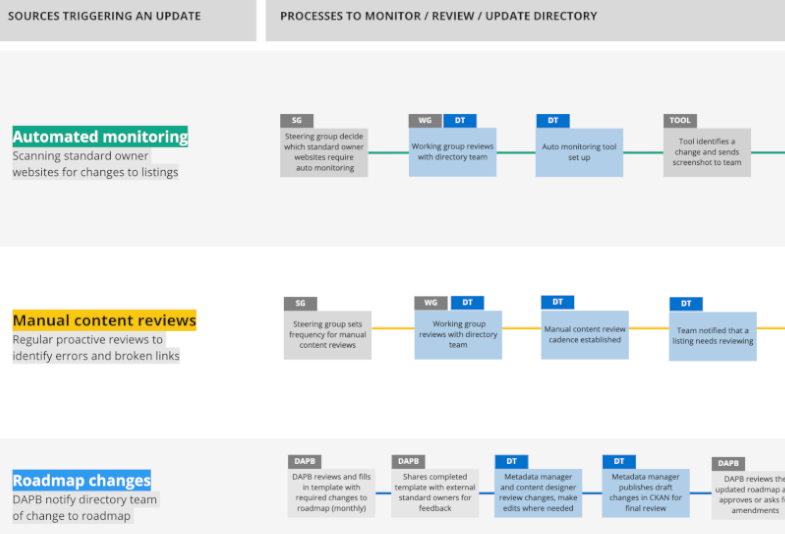 SOURCES TRIGGERING AN UPDATE
PROCESSES TO MONITOR / REVIEW / UPDATE DIRECTORY
Automated monitoring
Scanning standard owner
websites for changes to listings
SG
Steering group decide
which standard owner
websites require
auto monitoring
WG DT
Working group reviews
with directory team
DT
Auto monitoring tool
set up
TOOL
Tool identifies a
change and sends
screenshot to team
Manual content reviews
Regular proactive reviews to
identify errors and broken links
SG
Steering group sets
frequency for manual
content reviews
WG DT
Working group
reviews with directory
team
DT
Manual content review
cadence established
DT
Team notified that a
listing needs reviewing
Roadmap changes
DAPB notify directory team
of change to roadmap
DAPB
DAPB reviews and fills
in template with
required changes to
roadmap (monthly)
DAPB
Shares completed
template with external
standard owners for
feedback
DT
Metadata manager
and content designer
review changes, make
edits where needed
DT
Metadata manager
publishes draft
changes in CKAN for
final review
DAPB
DAPB reviews the
updated roadmap
approves or asks
amendments